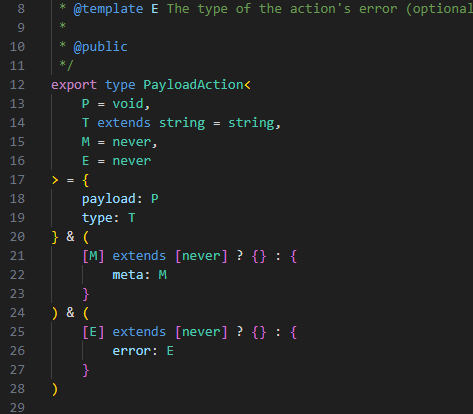 8 * @template E The type of the action's error (optional
9 *
10 * @public
11 */
12 export type PayloadAction<
13 P = void,
14 T extends string = string,
15 M = never,
16 E = never
17 > = {
18 payload: P
19 type: T
20 } & (
21 [M] extends [never] ? {} : {
22 meta: M
23 }
24 ) & (
25 [E] extends [never] ? {} : {
26 error: E
27 }
28 )
29